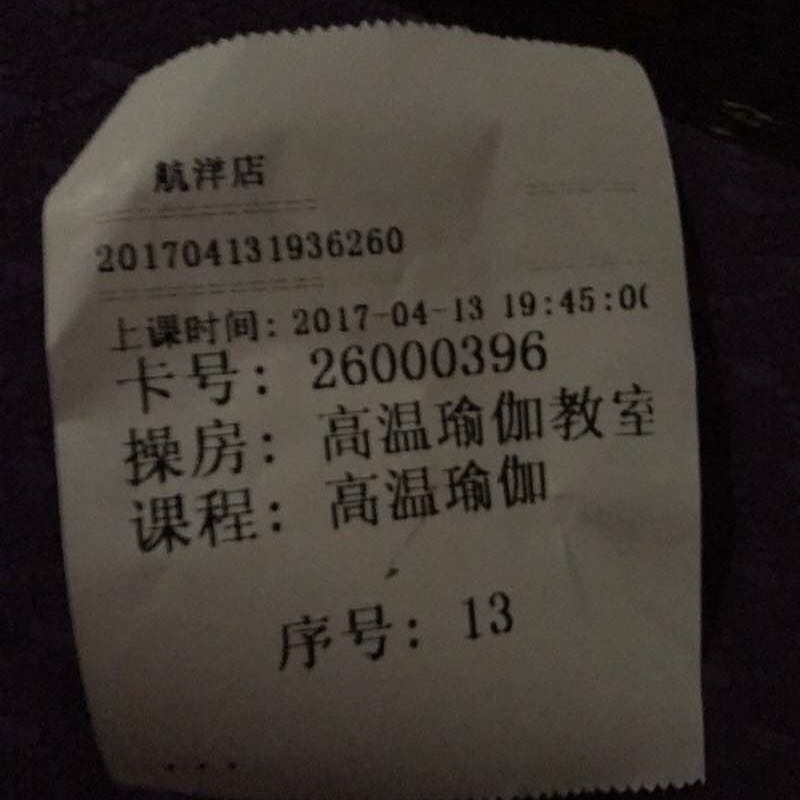 航洋店
201704131936260
上课时间: 2017-04-13 19:45:0
卡号: 26000396
操房: 高温瑜伽教室
课程: 高温瑜伽
序号: 13